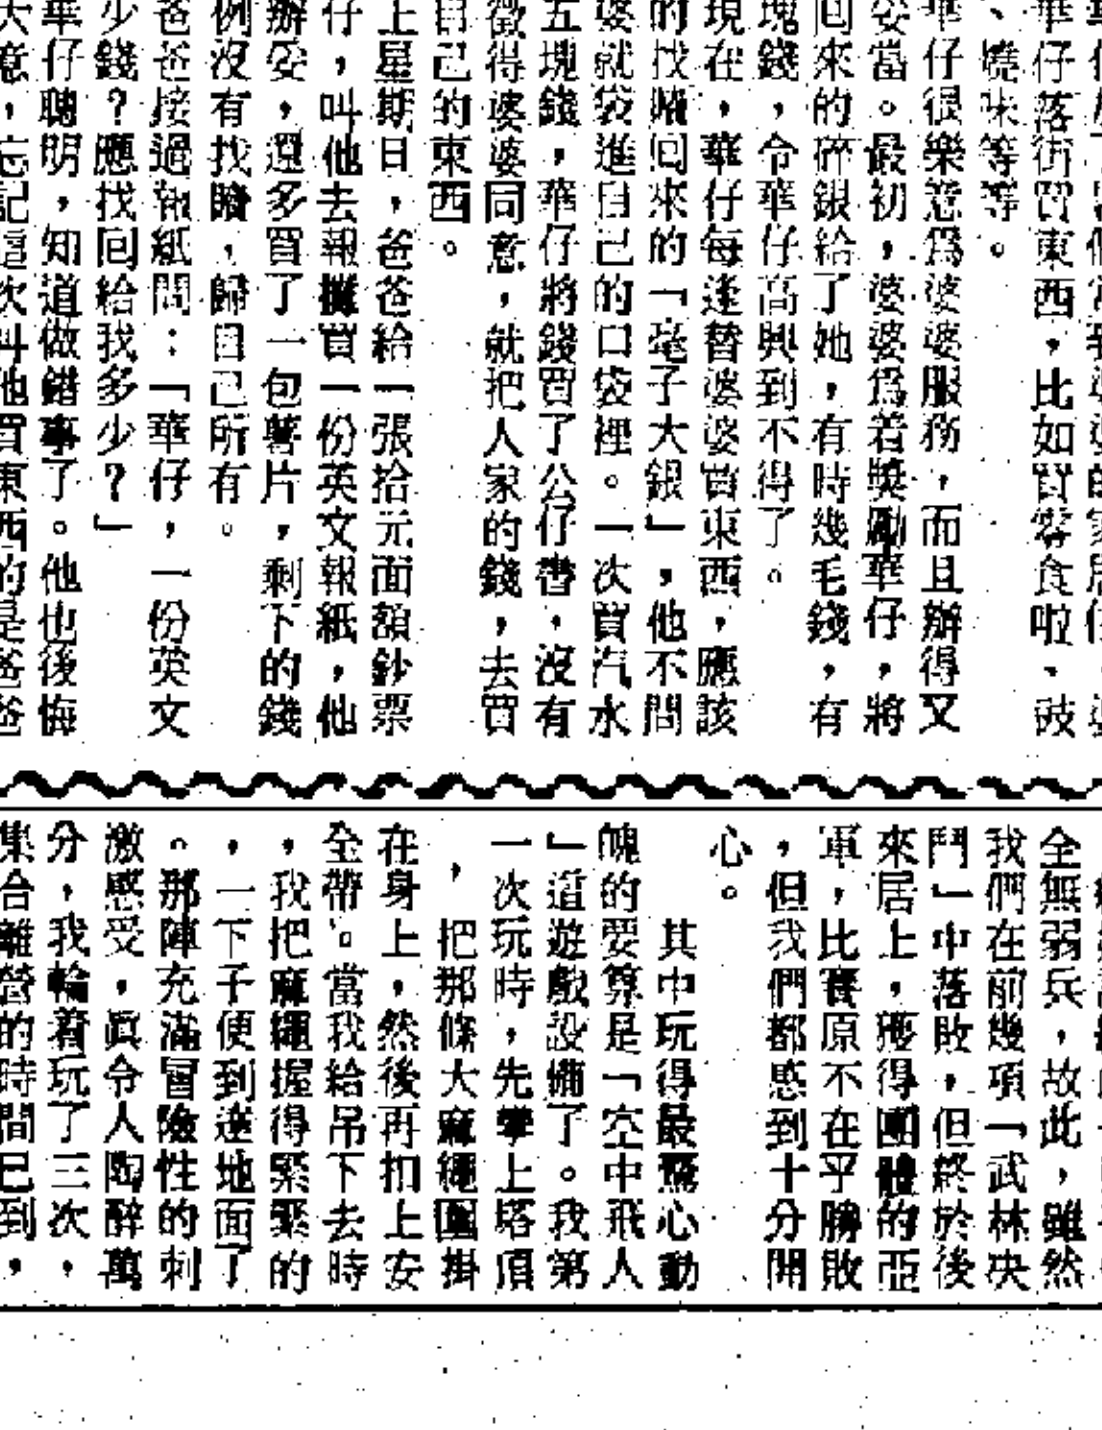 華仔落街買東西，比如買零食啦、豉
、曉味等等。
華仔很樂意爲婆婆服務，而且辦得又
妥當。最初，婆婆爲着獎勵華仔，將
回來的碎銀給了她，有時幾毛錢，有
塊錢，令華仔高興到不得了。
現在，華仔每逢替婆婆買東西，應該
的找贖回來的「毫子大銀」，他不問
婆就袋進自己的口袋裡。一次買汽水
五塊錢，華仔將錢買了公仔書，沒有
徵得婆婆同意，就把人家的錢，去買
自己的東西。
上星期日，爸爸給一張拾元面額鈔票
仔，叫他去報攤買一份英文報紙，他
辦妥，還多買了一包薯片，剩下的錢
例沒有找贖，歸自己所有。
爸爸接過報紙問：「華仔，一份英文
少錢？應找回給我多少？」
華仔聰明，知道做錯事了。他也後悔
大意，忘記這次叫他買東西的是爸爸
全無弱兵，故此，雖然
我們在前幾項「武林决
鬥」中落敗，但終於後
來居上，獲得團體的亞
軍，比賽原不在乎勝敗
，但我們都感到十分開
心。
其中玩得最驚心動
魄的要算是「空中飛人
」這遊戲設備了。我第
一次玩時，先攀上塔頂
，把那條大麻繩圍掛
在身上，然後再扣上安
全帶。當我給吊下去時
，我把麻繩握得緊緊的
，一下子便到達地面了
。那陣充滿冒險性的刺
激感受，眞令人陶醉萬
分，我輪着玩了三次，
集合離營的時間已到，